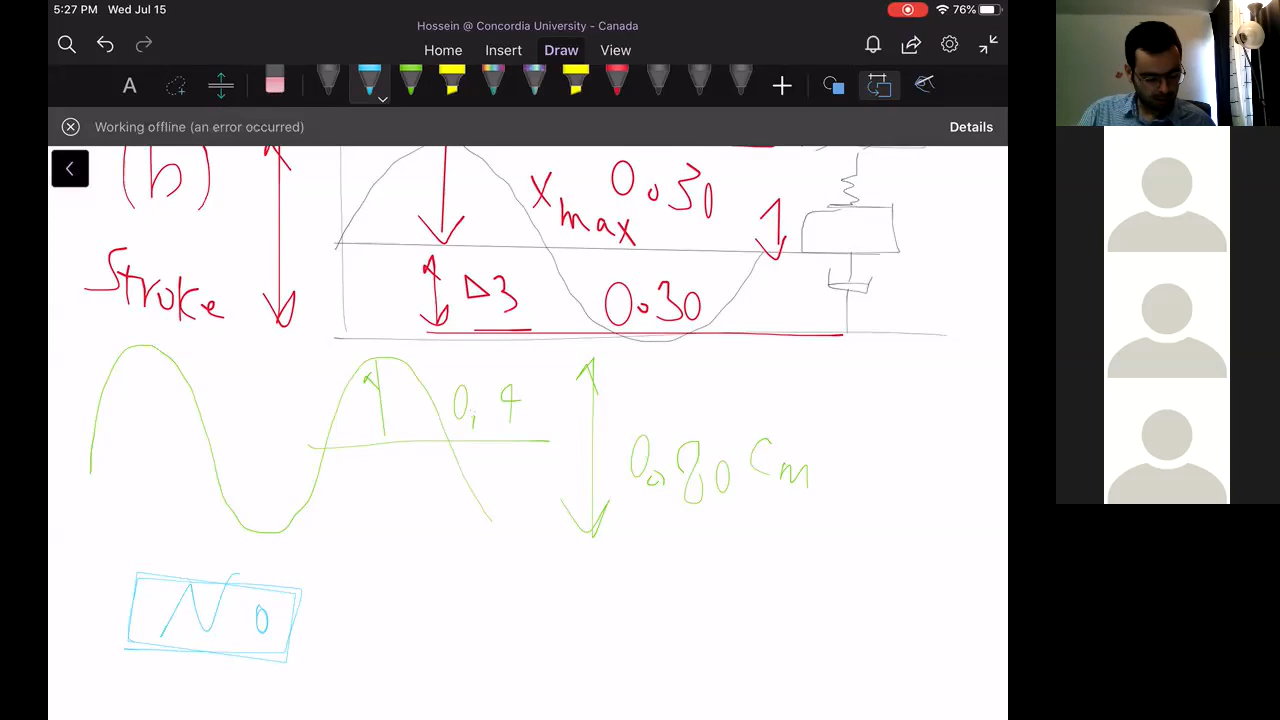 5:27 PM Wed Jul 15
76%
Hossein @ Concordia University - Canada
Home Insert Draw View
A
Working offline (an error occurred)
Details
(b)
Stroke
x max 0.30
Δ3 0.30
0.4
0.80 cm
No